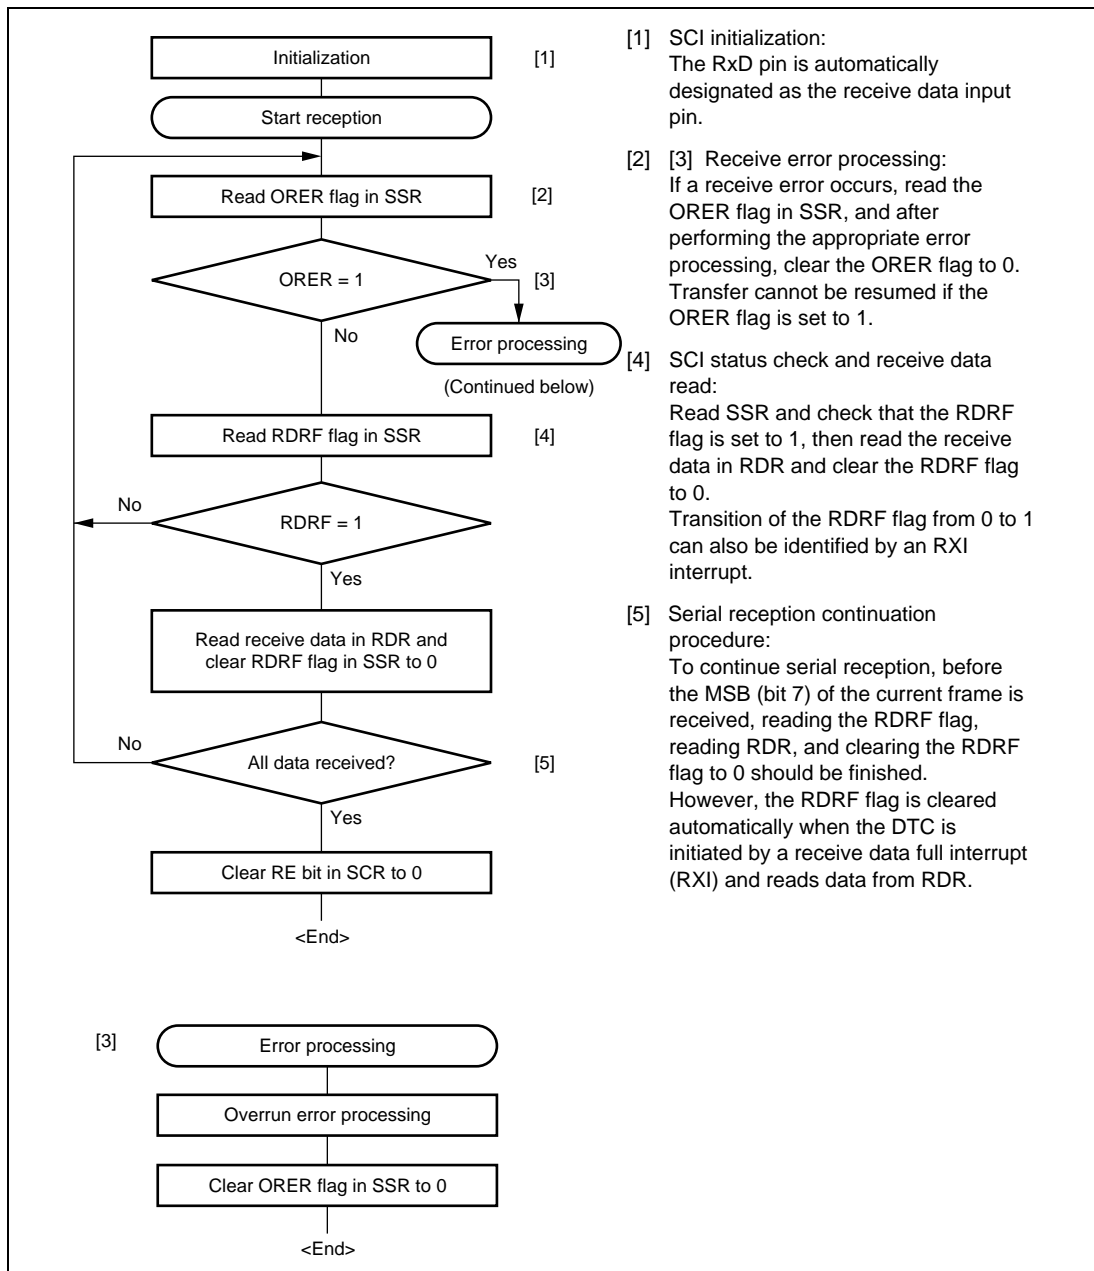 Initialization
[1]
Start reception
Read ORER flag in SSR
[2]
Yes
ORER = 1
[3]
No
Error processing
(Continued below)
Read RDRF flag in SSR
[4]
No
RDRF = 1
Yes
Read receive data in RDR and
clear RDRF flag in SSR to 0
No
All data received?
[5]
Yes
Clear RE bit in SCR to 0
<End>
[3]
Error processing
Overrun error processing
Clear ORER flag in SSR to 0
<End>
[1] SCI initialization:
The RxD pin is automatically
designated as the receive data input
pin.
[2] [3] Receive error processing:
If a receive error occurs, read the
ORER flag in SSR, and after
performing the appropriate error
processing, clear the ORER flag to 0.
Transfer cannot be resumed if the
ORER flag is set to 1.
[4] SCI status check and receive data
read:
Read SSR and check that the RDRF
flag is set to 1, then read the receive
data in RDR and clear the RDRF flag
to 0.
Transition of the RDRF flag from 0 to 1
can also be identified by an RXI
interrupt.
[5] Serial reception continuation
procedure:
To continue serial reception, before
the MSB (bit 7) of the current frame is
received, reading the RDRF flag,
reading RDR, and clearing the RDRF
flag to 0 should be finished.
However, the RDRF flag is cleared
automatically when the DTC is
initiated by a receive data full interrupt
(RXI) and reads data from RDR.